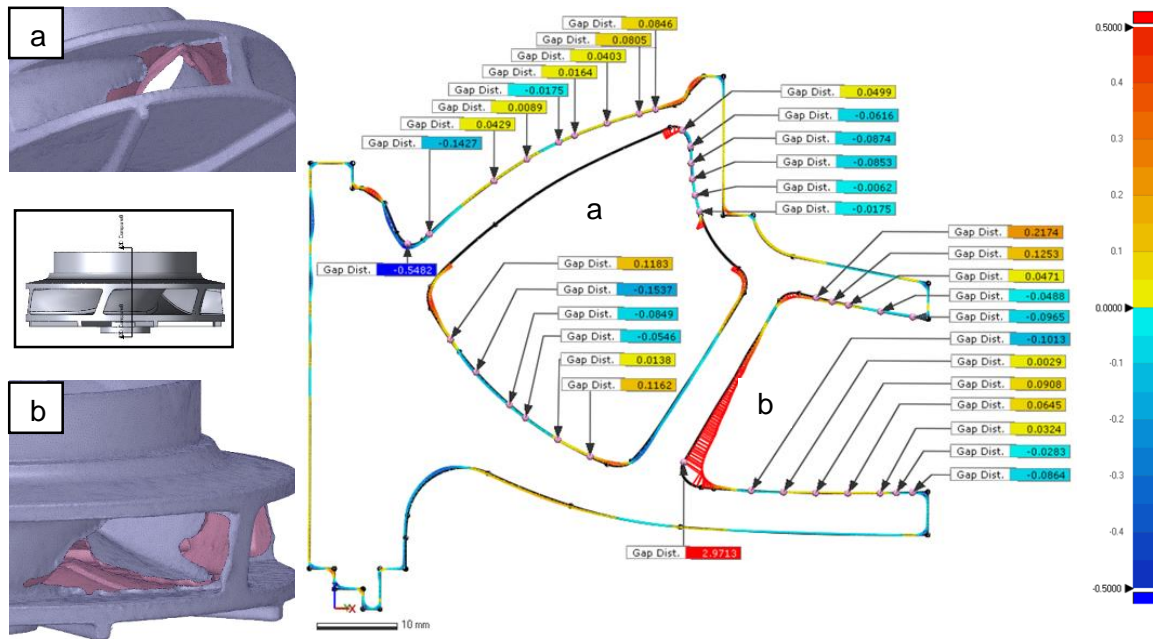 a
Gap Dist. 0.0846
Gap Dist. 0.0805
Gap Dist. 0.0403
Gap Dist. 0.0164
Gap Dist. -0.0175
Gap Dist. 0.0089
Gap Dist. 0.0429
Gap Dist. -0.1427
Gap Dist. -0.5482
Gap Dist. 0.0499
Gap Dist. -0.0616
Gap Dist. -0.0874
Gap Dist. -0.0853
Gap Dist. -0.0062
Gap Dist. -0.0175
a
Gap Dist. 0.1183
Gap Dist. -0.1537
Gap Dist. -0.0849
Gap Dist. -0.0546
Gap Dist. 0.0138
Gap Dist. 0.1162
Gap Dist. 0.2174
Gap Dist. 0.1253
Gap Dist. 0.0471
Gap Dist. -0.0488
Gap Dist. -0.0965
Gap Dist. -0.1013
Gap Dist. 0.0029
Gap Dist. 0.0908
Gap Dist. 0.0645
Gap Dist. 0.0324
Gap Dist. -0.0283
Gap Dist. -0.0864
b
b
Gap Dist. 2.9713
X
10 mm
0.5000
0.4
0.3
0.2
0.1
0.0000
-0.1
-0.2
-0.3
-0.4
-0.5000